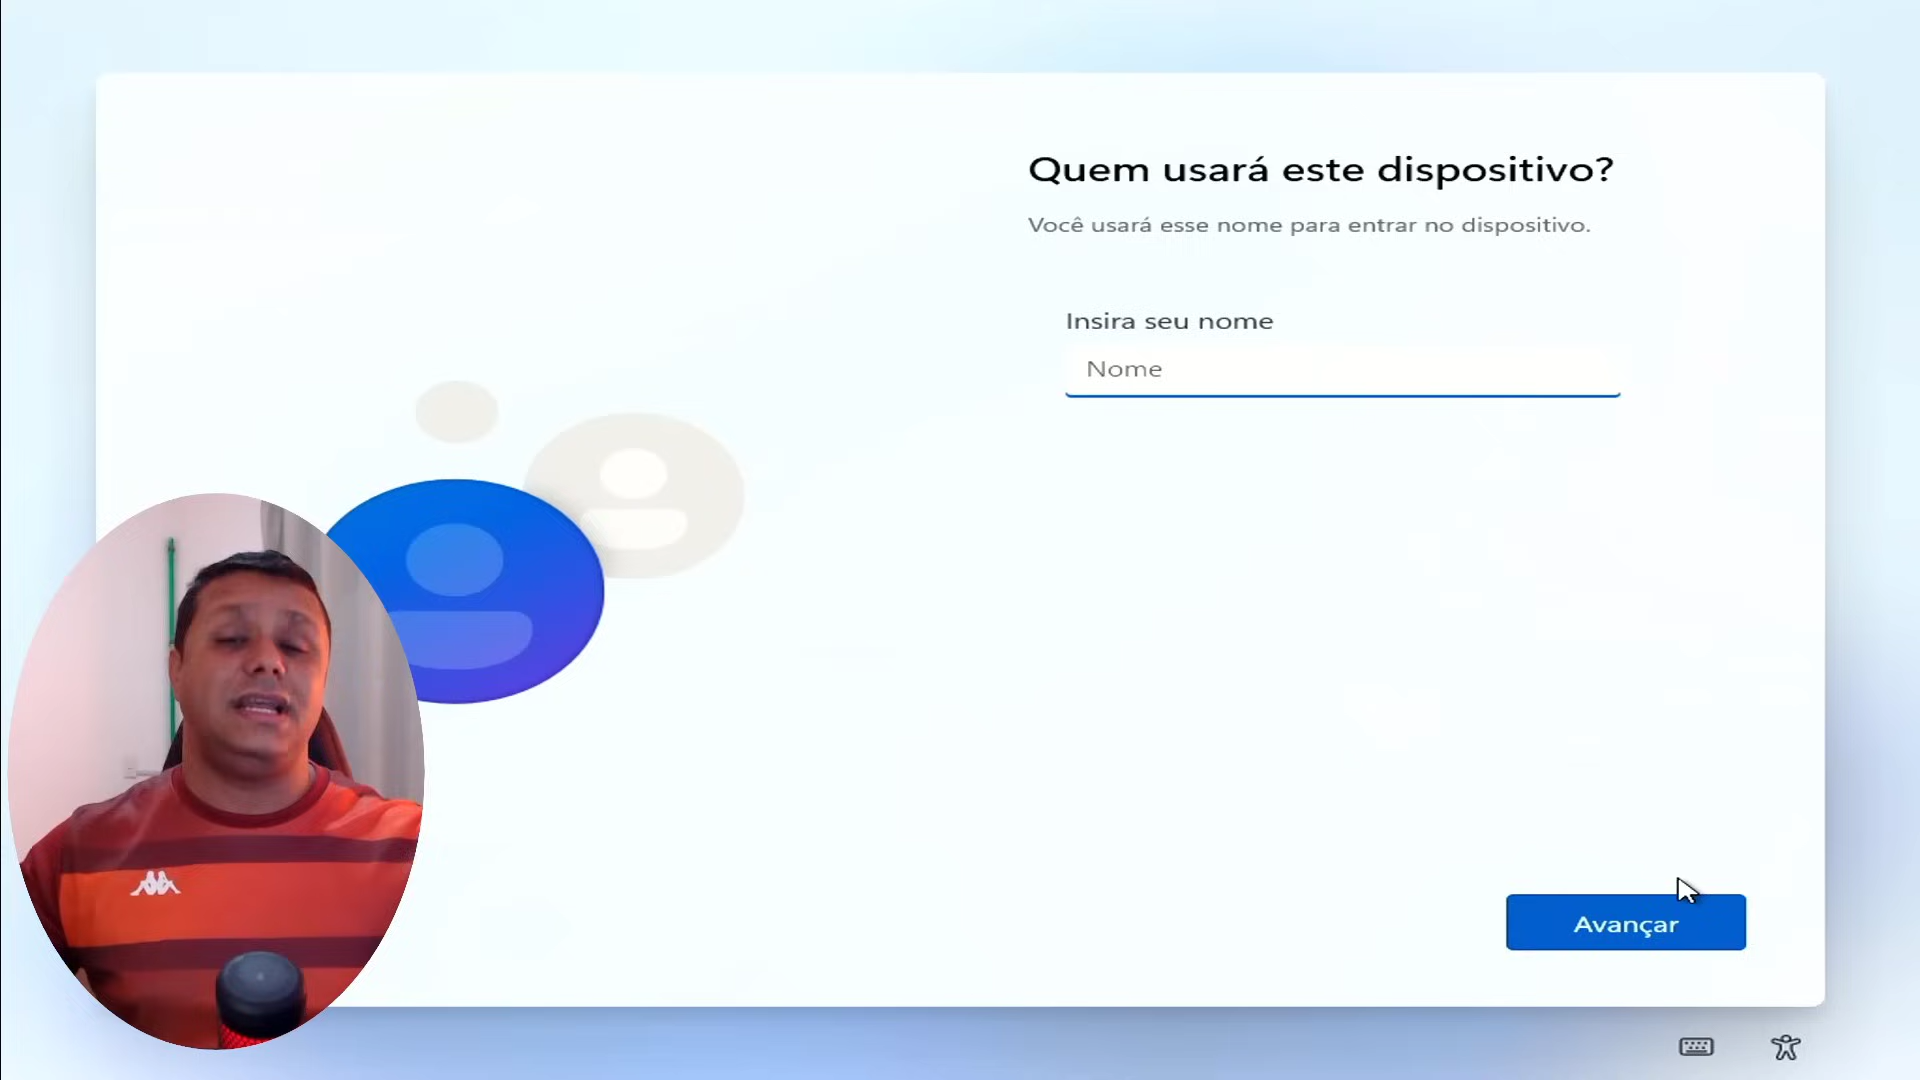 Quem usará este dispositivo?
Você usará esse nome para entrar no dispositivo.
Insira seu nome
Nome
Avançar